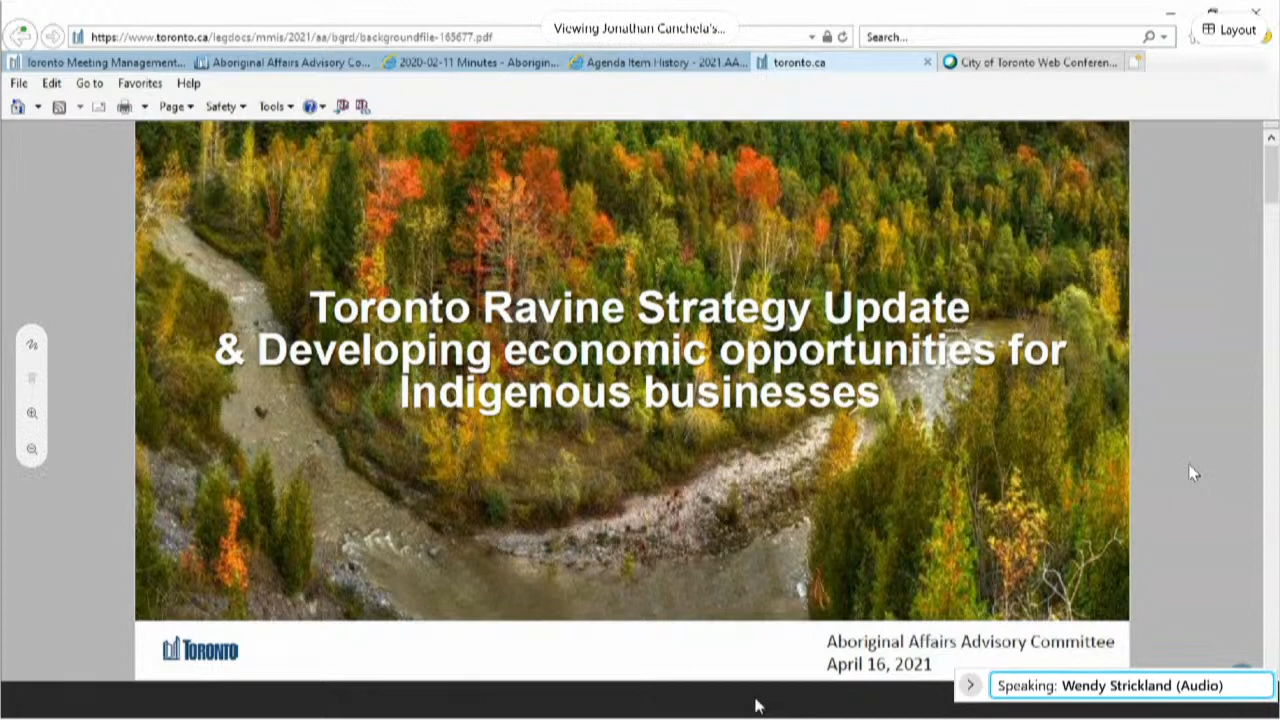 Viewing Jonathan Canchela's...
Layout
https://www.toronto.ca/legdocs/mmis/2021/aa/bgrd/backgroundfile-165677.pdf
Search...
Toronto Meeting Management...
Aboriginal Affairs Advisory Co...
2020-02-11 Minutes - Aborigin...
Agenda Item History - 2021.AA...
toronto.ca
City of Toronto Web Conferen...
File Edit Go to Favorites Help
Page Safety Tools
Toronto Ravine Strategy Update
& Developing economic opportunities for
Indigenous businesses
TORONTO
Aboriginal Affairs Advisory Committee
April 16, 2021
Speaking: Wendy Strickland (Audio)